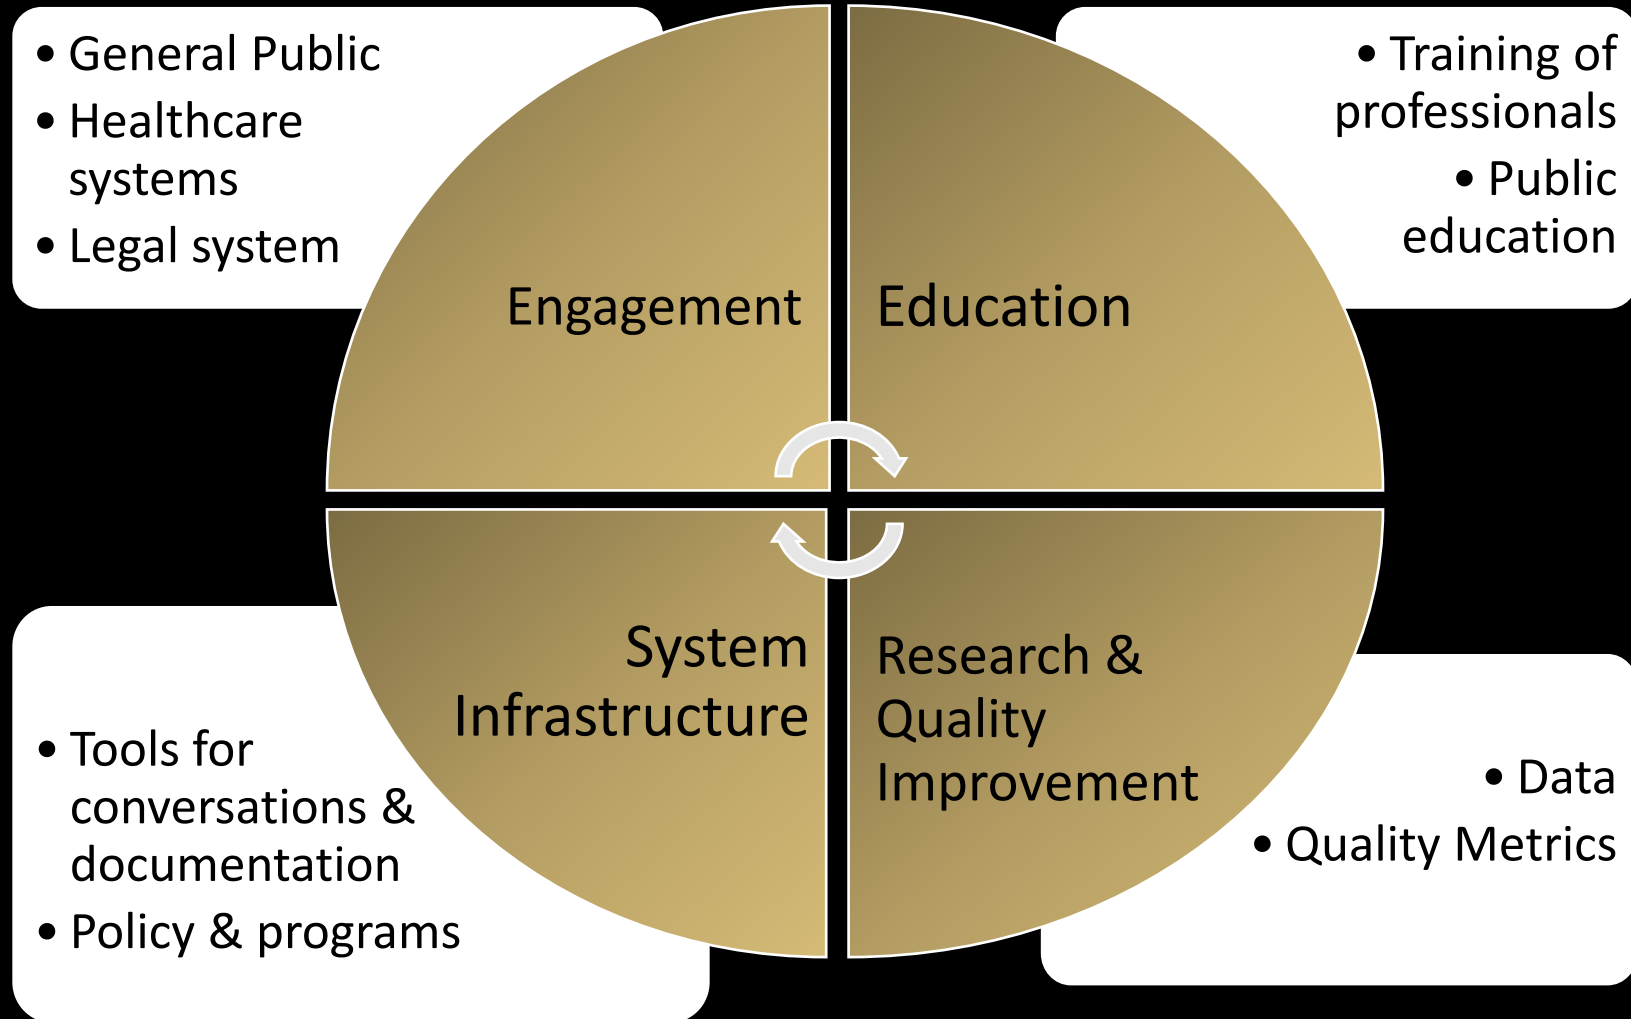 • General Public
• Healthcare
systems
• Legal system
Engagement
• Training of
professionals
• Public
education
Education
System
Infrastructure
• Tools for
conversations &
documentation
• Policy & programs
Research &
Quality
Improvement
• Data
• Quality Metrics